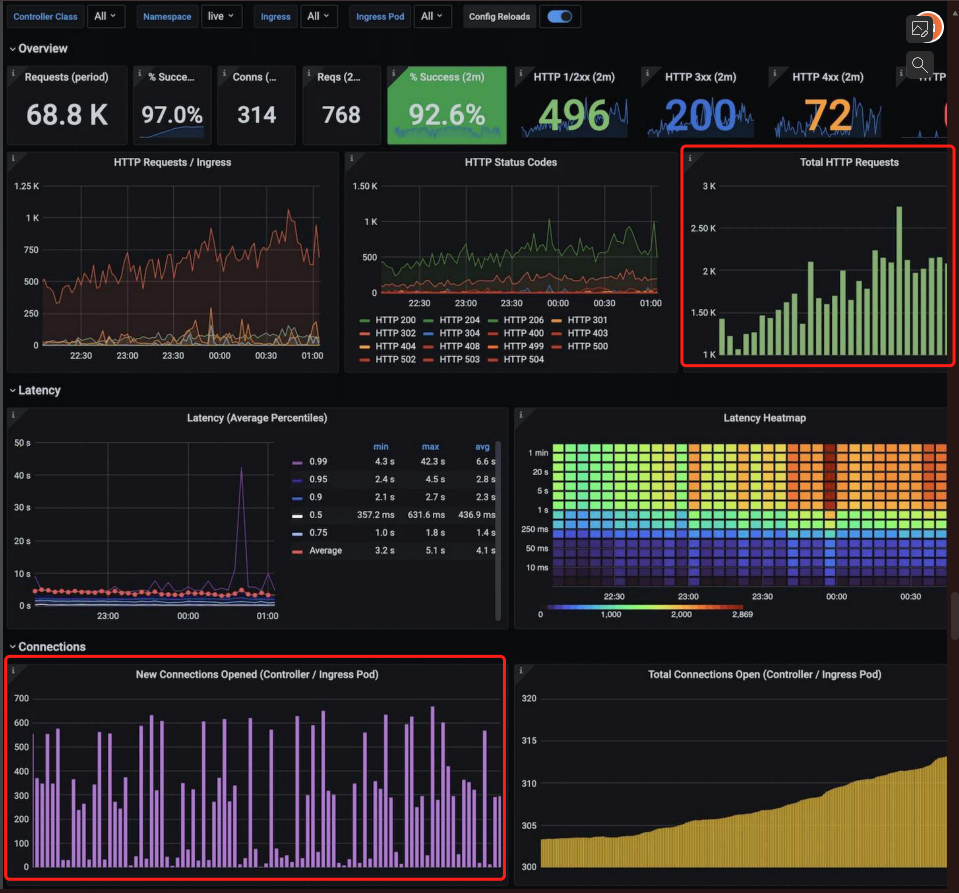 Controller Class All Namespace live Ingress All Ingress Pod All Config Reloads
Overview
Requests (period) % Succe... Conns (... Reqs (2... % Success (2m) HTTP 1/2xx (2m) HTTP 3xx (2m) HTTP 4xx (2m)
68.8 K 97.0% 314 768 92.6% 496 200 72
HTTP Requests / Ingress
1.25 K
1 K
750
500
250
0
22:30 23:00 23:30 00:00 00:30 01:00
HTTP Status Codes
1.50 K
1 K
500
0
22:30 23:00 23:30 00:00 00:30 01:00
HTTP 200 HTTP 204 HTTP 206 HTTP 301
HTTP 302 HTTP 304 HTTP 400 HTTP 403
HTTP 404 HTTP 408 HTTP 499 HTTP 500
HTTP 502 HTTP 503 HTTP 504
Total HTTP Requests
3 K
2.50 K
2 K
1.50 K
1 K
Latency
Latency (Average Percentiles)
50 s
40 s
30 s
20 s
10 s
0 s
23:00 00:00 01:00
min max avg
0.99 4.3 s 42.3 s 6.6 s
0.95 2.4 s 4.5 s 2.8 s
0.9 2.1 s 2.7 s 2.3 s
0.5 357.2 ms 631.6 ms 436.9 ms
0.75 1.0 s 1.8 s 1.4 s
Average 3.2 s 5.1 s 4.1 s
Latency Heatmap
1 min
20 s
5 s
1 s
250 ms
50 ms
10 ms
22:30 23:00 23:30 00:00 00:30
0 1,000 2,000 2,869
Connections
New Connections Opened (Controller / Ingress Pod)
700
600
500
400
300
200
100
0
Total Connections Open (Controller / Ingress Pod)
320
315
310
305
300